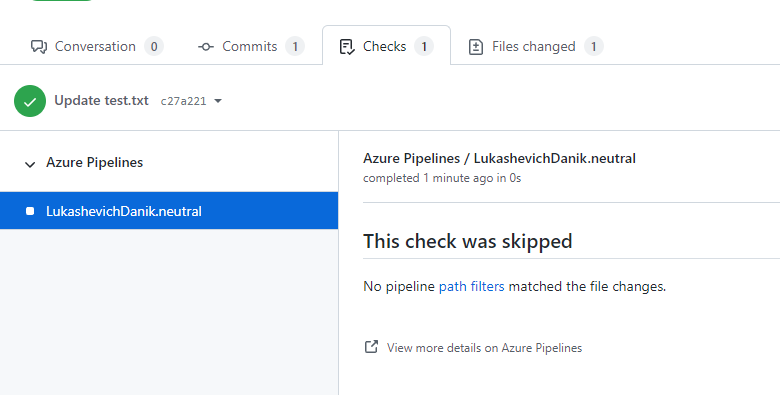 Conversation 0 Commits 1 Checks 1 Files changed 1
Update test.txt c27a221
Azure Pipelines
LukashevichDanik.neutral
Azure Pipelines / LukashevichDanik.neutral
completed 1 minute ago in 0s
This check was skipped
No pipeline path filters matched the file changes.
View more details on Azure Pipelines